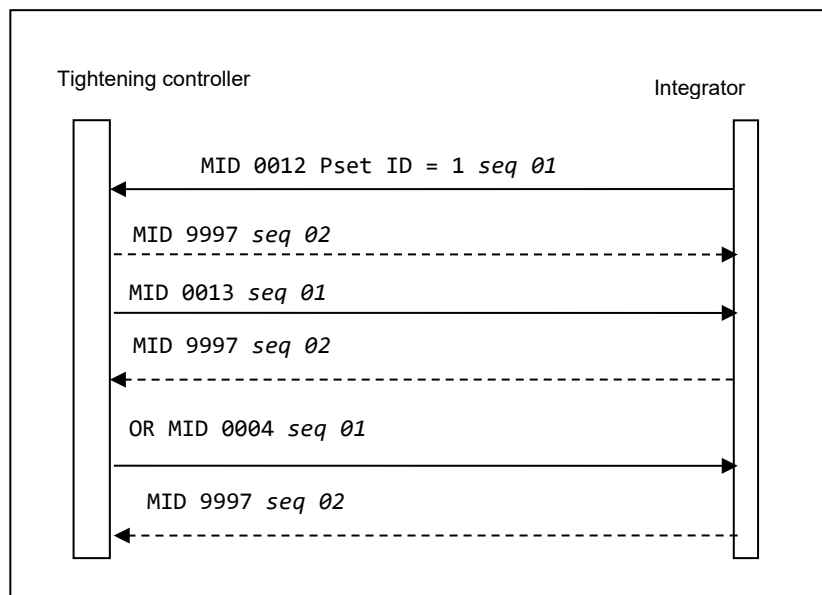 Tightening controller
Integrator
MID 0012 Pset ID = 1 seq 01
MID 9997 seq 02
MID 0013 seq 01
MID 9997 seq 02
OR MID 0004 seq 01
MID 9997 seq 02